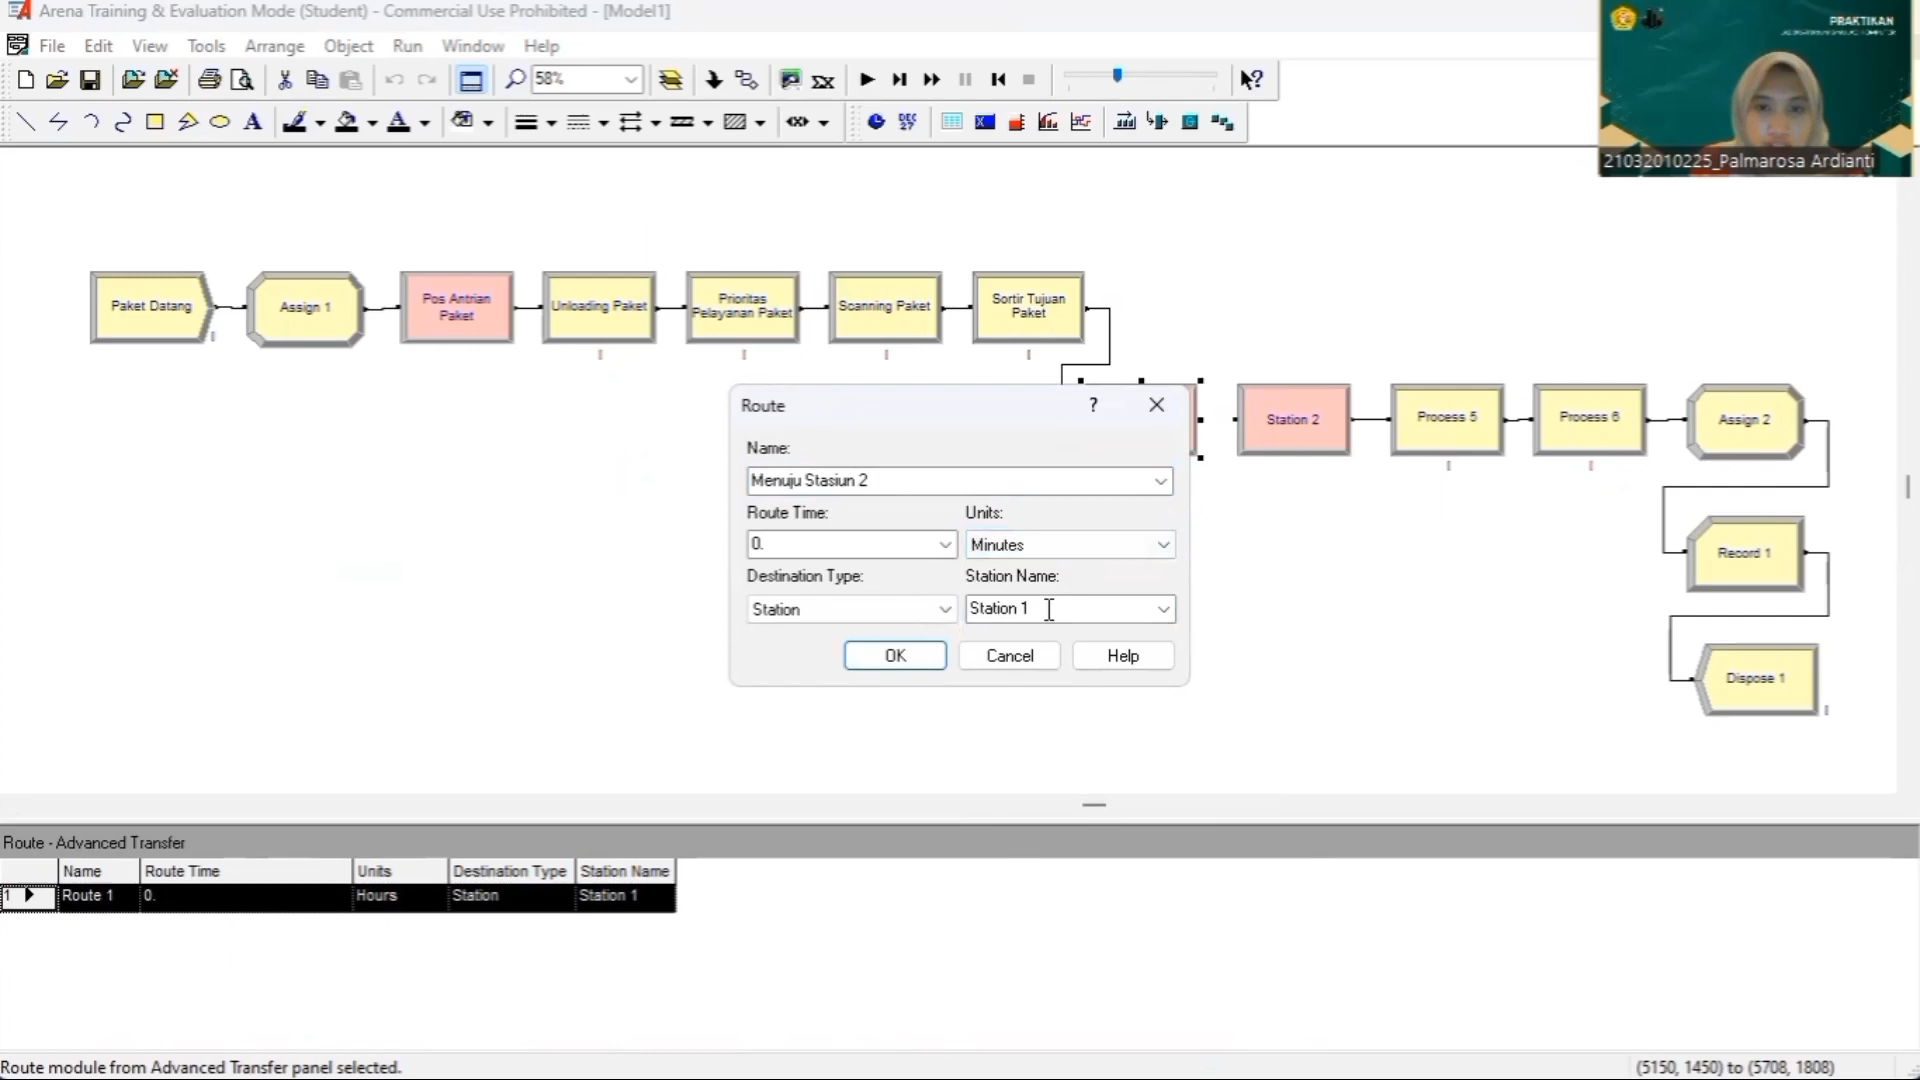 Arena Training & Evaluation Mode (Student) - Commercial Use Prohibited - [Model1]
File Edit View Tools Arrange Object Run Window Help
58%
PRAKTIKAN
21032010225_Palmarosa Ardianti
Paket Datang
Assign 1
Pos Antrian
Paket
Unloading Paket
Prioritas
Pelayanan Paket
Scanning Paket
Sortir Tujuan
Paket
Station 2
Process 5
Process 6
Assign 2
Record 1
Dispose 1
Route
Name:
Menuju Stasiun 2
Route Time: Units:
0. Minutes
Destination Type: Station Name:
Station Station 1
OK Cancel Help
Route - Advanced Transfer
Name Route Time Units Destination Type Station Name
1 Route 1 0. Hours Station Station 1
Route module from Advanced Transfer panel selected.
(5150, 1450) to (5708, 1808)